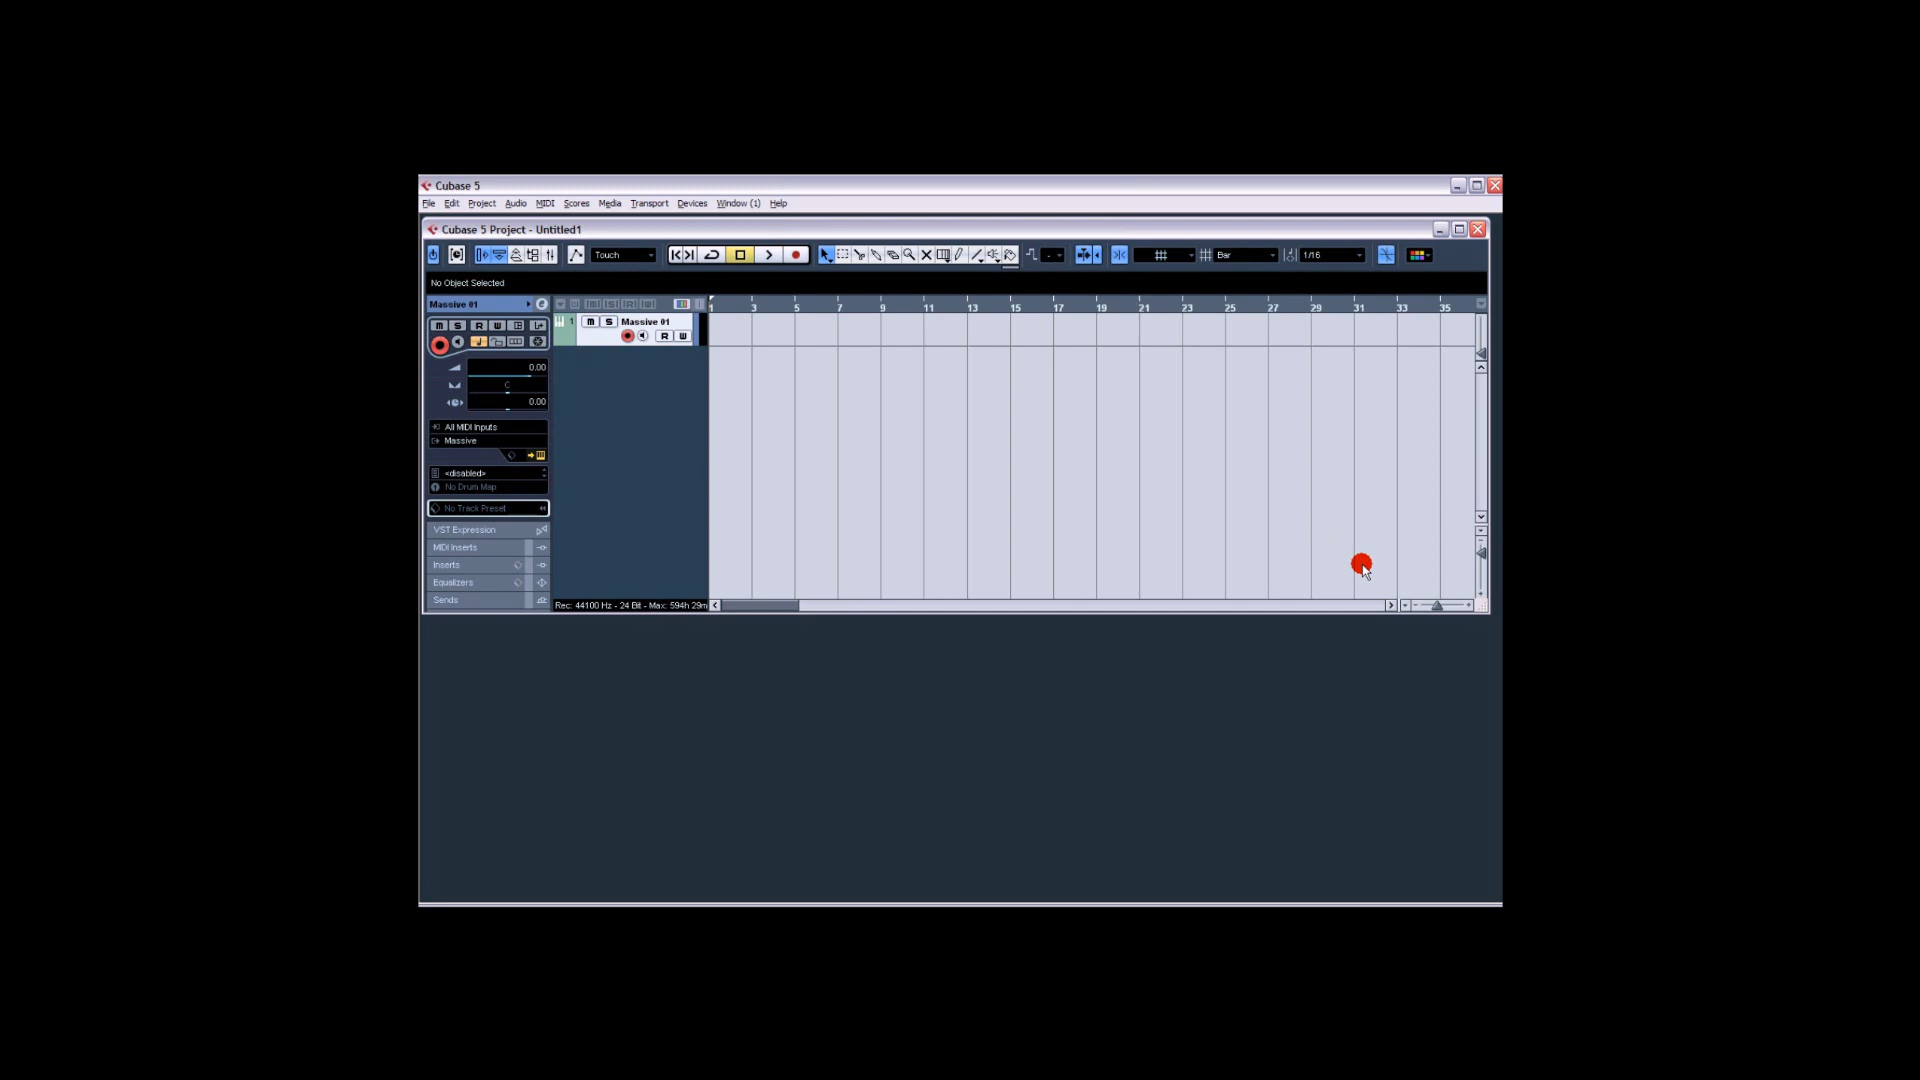 Cubase 5
File Edit Project Audio MIDI Scores Media Transport Devices Window (1) Help
Cubase 5 Project - Untitled1
Touch - Bar 1/16
No Object Selected
Massive 01 e 1 3 5 7 9 11 13 15 17 19 21 23 25 27 29 31 33 35
1 M S Massive 01
M S R W
R W
0.00
C
0.00
All MIDI Inputs
Massive
<disabled>
No Drum Map
No Track Preset
VST Expression
MIDI Inserts
Inserts
Equalizers
Sends
Rec: 44100 Hz - 24 Bit - Max: 594h 29m